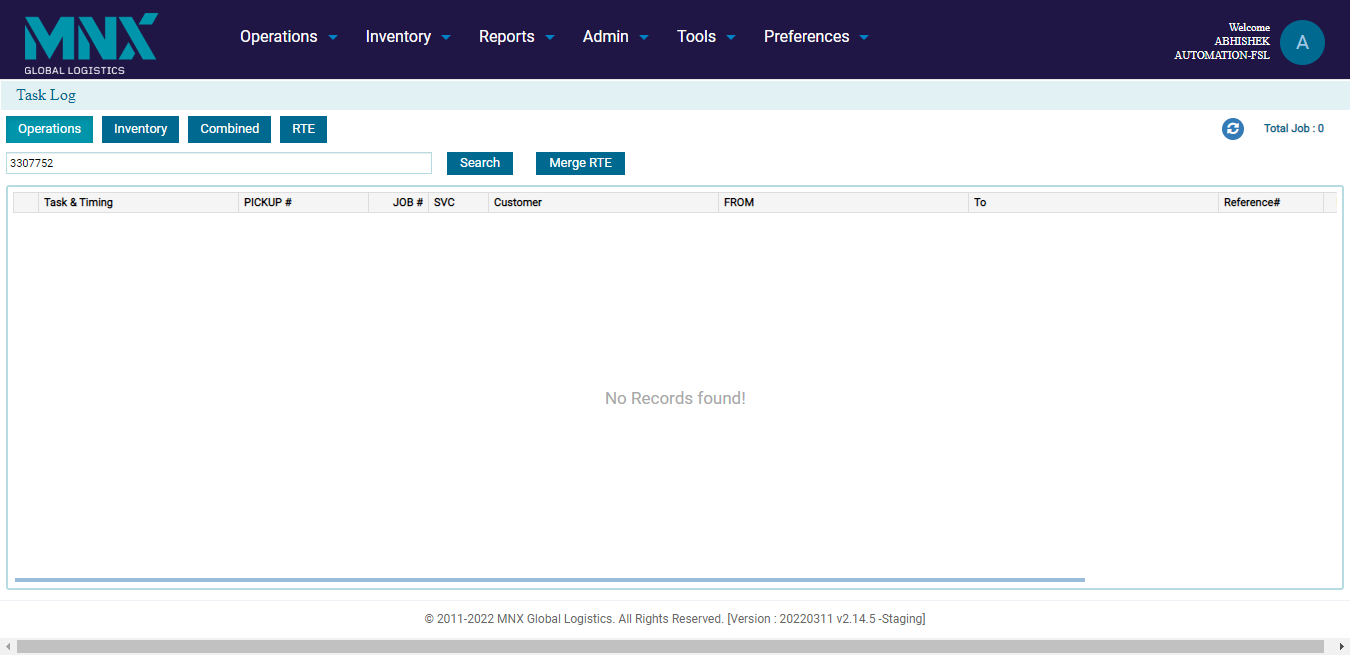 MNX
GLOBAL LOGISTICS
Operations Inventory Reports Admin Tools Preferences
Welcome
ABHISHEK
AUTOMATION-FSL
A
Task Log
Operations Inventory Combined RTE
Total Job : 0
3307752
Search Merge RTE
Task & Timing PICKUP # JOB # SVC Customer FROM To Reference#
No Records found!
© 2011-2022 MNX Global Logistics. All Rights Reserved. [Version : 20220311 v2.14.5 -Staging]